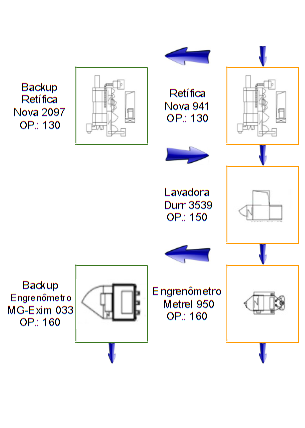 Backup
Retífica
Nova 2097
OP.: 130
Retífica
Nova 941
OP.: 130
Lavadora
Durr 3539
OP.: 150
Backup
Engrenômetro
MG-Exim 033
OP.: 160
Engrenômetro
Metrel 950
OP.: 160